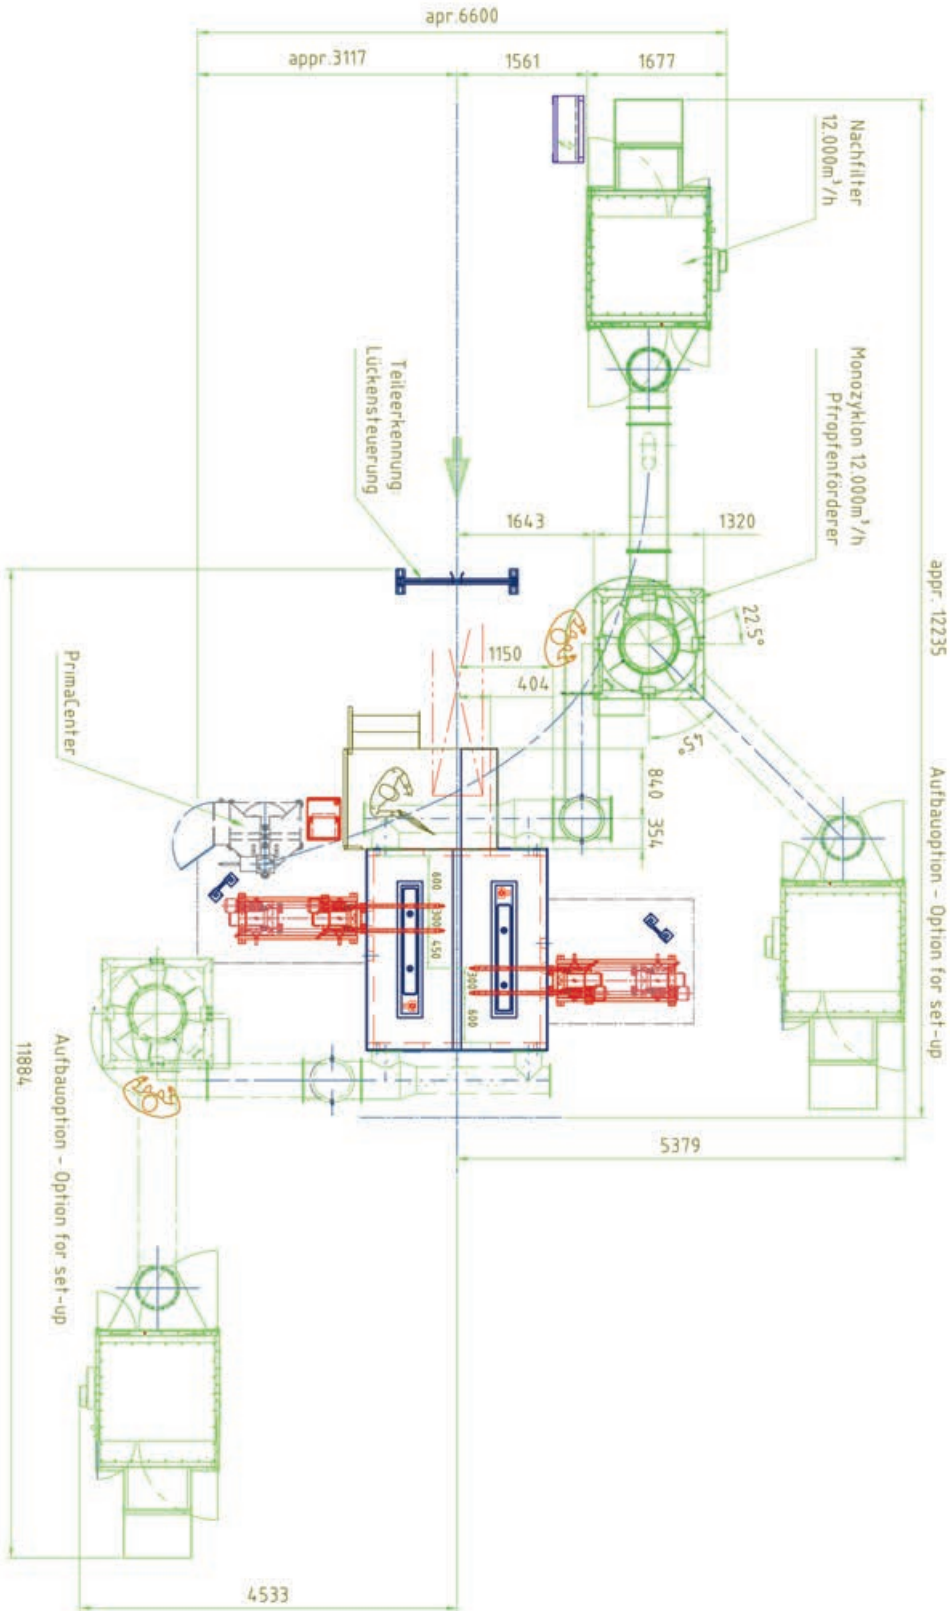 apr.6600
appr.3117
1561
1677
Nachfilter
12.000m³/h
appr. 12235
Teileerkennung
Lückensteuerung
Monozyklon 12.000m³/h
Pfropfenförderer
1643
1320
22.5°
1150
404
45°
PrimaCenter
840
354
Aufbauoption - Option for set-up
600
300
450
300
600
11884
Aufbauoption - Option for set-up
5379
4533